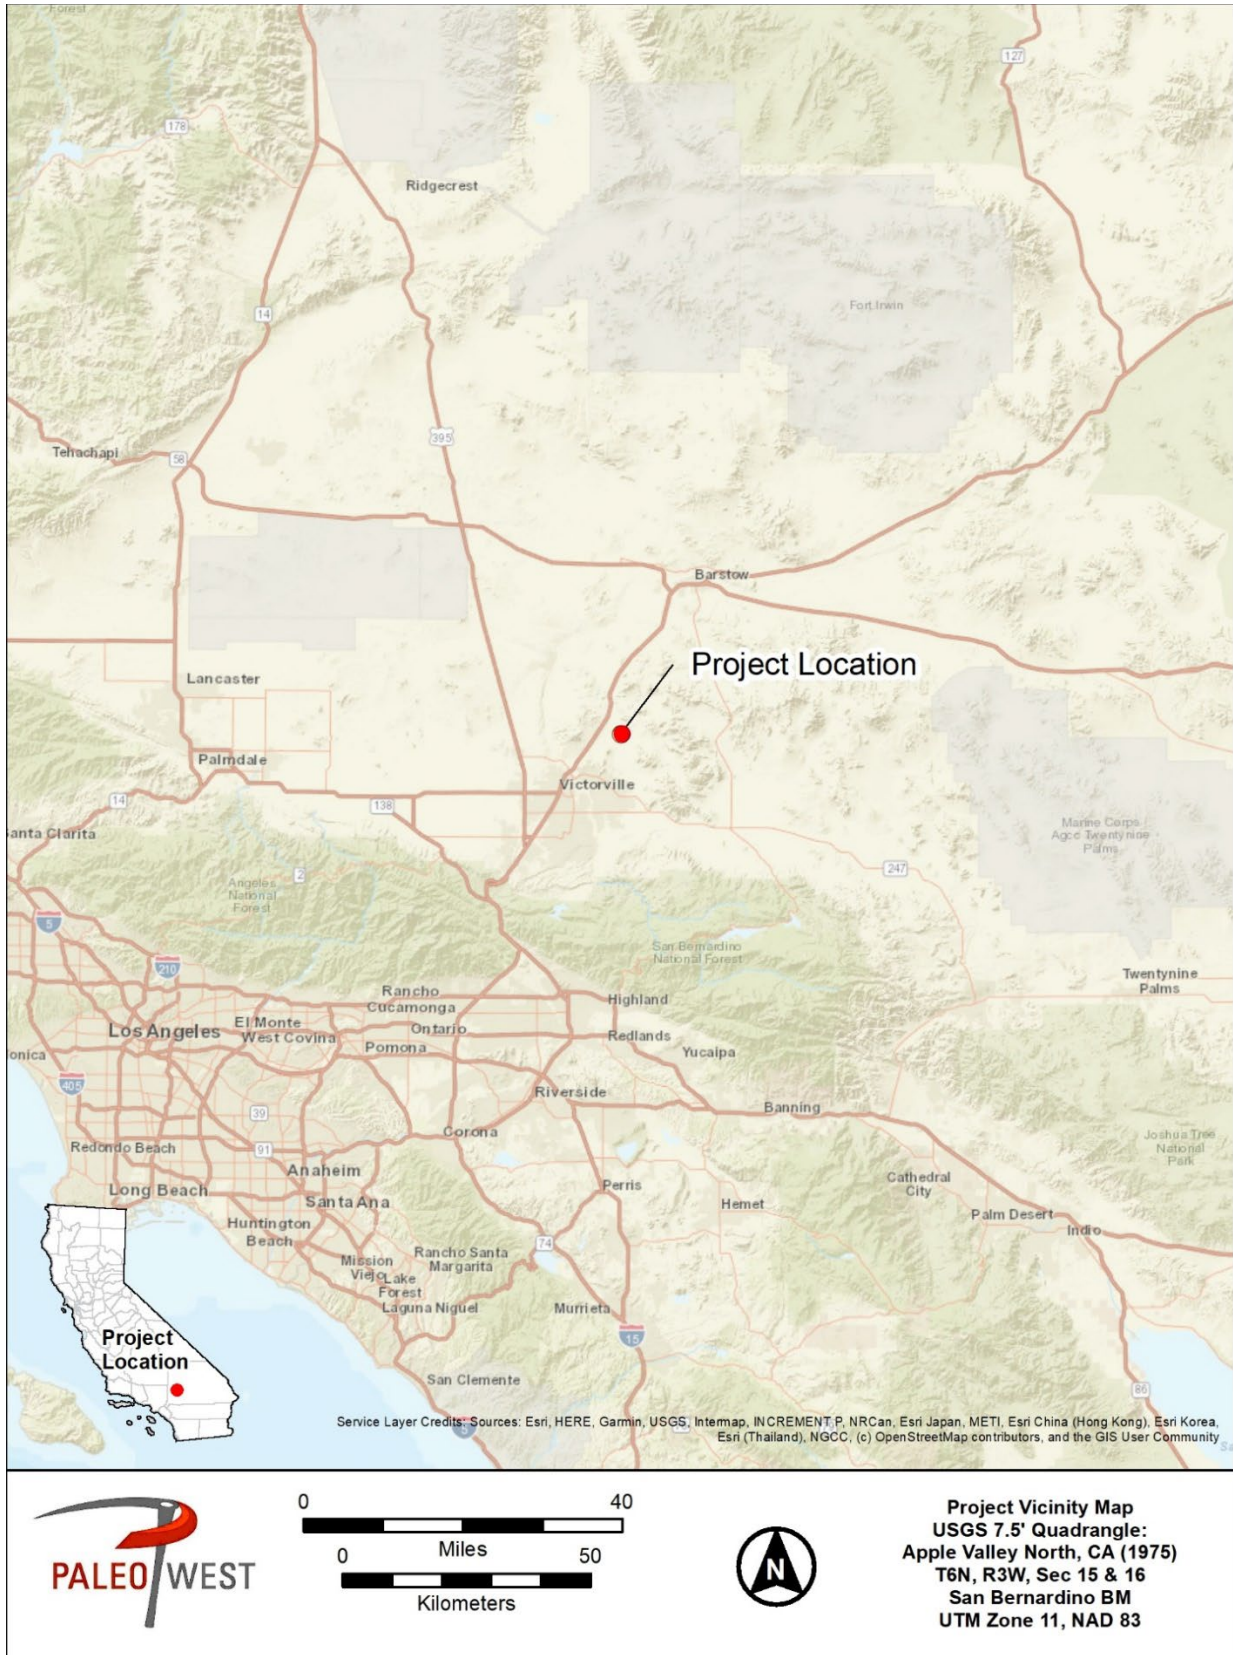 Forest
127
178
Ridgecrest
Fort Irwin
14
395
Tehachapi
58
Barstow
Project Location
Lancaster
Palmdale
Victorville
14
138
Santa Clarita
Marine Corps
Agcc Twentynine
Palms
2
247
Angeles
National
Forest
5
San Bernardino
National Forest
210
Twentynine
Palms
Rancho
Cucamonga
Highland
Los Angeles
El Monte
West Covina
Ontario
Redlands
onica
Pomona
Yucaipa
405
Riverside
39
Banning
Corona
Redondo Beach
91
Joshua Tree
National
Park
Anaheim
Cathedral
City
Long Beach
Santa Ana
Perris
Hemet
Palm Desert
Indio
Huntington
Beach
74
Mission
Viejo
Rancho Santa
Margarita
Lake
Forest
Laguna Niguel
Murrieta
15
Project
Location
San Clemente
86
5
Service Layer Credits: Sources: Esri, HERE, Garmin, USGS, Intermap, INCREMENT P, NRCan, Esri Japan, METI, Esri China (Hong Kong), Esri Korea,
Esri (Thailand), NGCC, (c) OpenStreetMap contributors, and the GIS User Community
PALEO WEST
0 40
Miles
0 50
Kilometers
N
Project Vicinity Map
USGS 7.5' Quadrangle:
Apple Valley North, CA (1975)
T6N, R3W, Sec 15 & 16
San Bernardino BM
UTM Zone 11, NAD 83